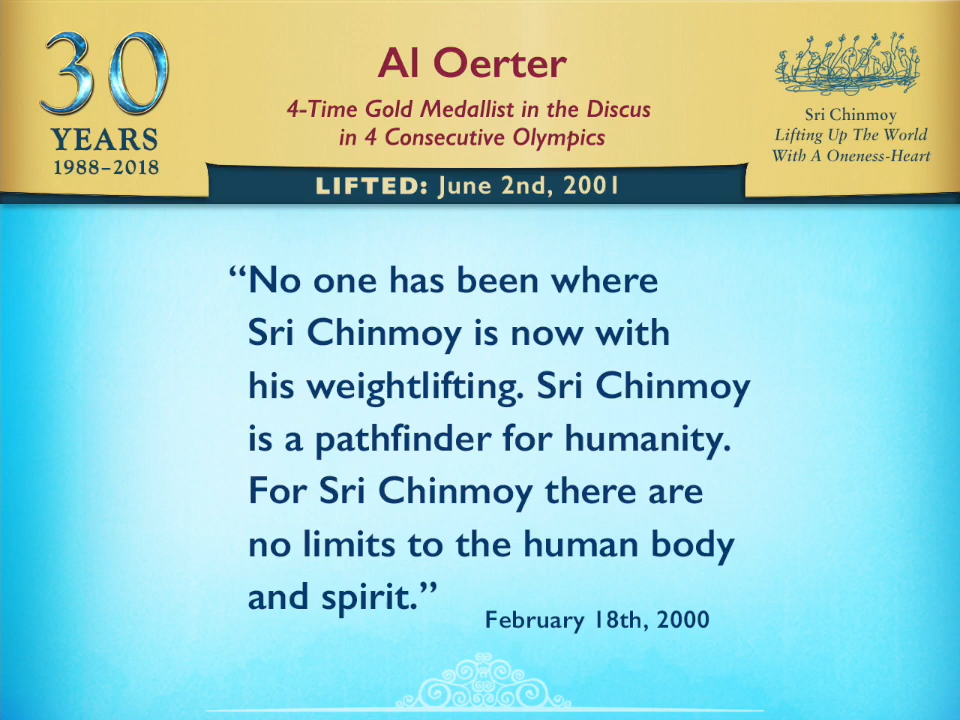 30
YEARS
1988–2018
Al Oerter
4-Time Gold Medallist in the Discus
in 4 Consecutive Olympics
Sri Chinmoy
Lifting Up The World
With A Oneness-Heart
LIFTED: June 2nd, 2001
“No one has been where
Sri Chinmoy is now with
his weightlifting. Sri Chinmoy
is a pathfinder for humanity.
For Sri Chinmoy there are
no limits to the human body
and spirit.”
February 18th, 2000